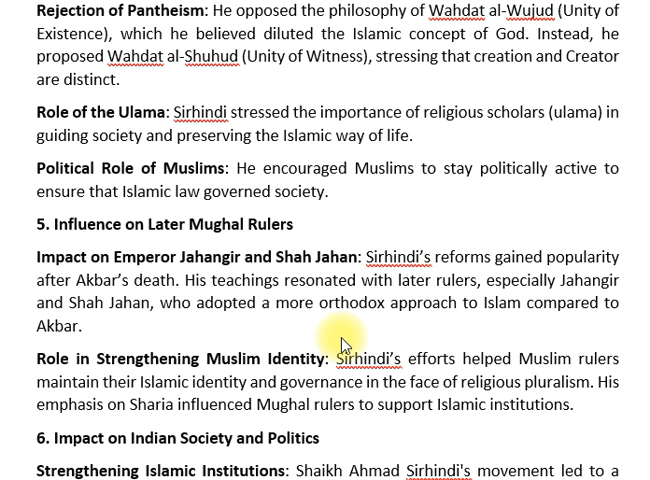 Rejection of Pantheism: He opposed the philosophy of Wahdat al-Wujud (Unity of
Existence), which he believed diluted the Islamic concept of God. Instead, he
proposed Wahdat al-Shuhud (Unity of Witness), stressing that creation and Creator
are distinct.
Role of the Ulama: Sirhindi stressed the importance of religious scholars (ulama) in
guiding society and preserving the Islamic way of life.
Political Role of Muslims: He encouraged Muslims to stay politically active to
ensure that Islamic law governed society.
5. Influence on Later Mughal Rulers
Impact on Emperor Jahangir and Shah Jahan: Sirhindi’s reforms gained popularity
after Akbar’s death. His teachings resonated with later rulers, especially Jahangir
and Shah Jahan, who adopted a more orthodox approach to Islam compared to
Akbar.
Role in Strengthening Muslim Identity: Sirhindi’s efforts helped Muslim rulers
maintain their Islamic identity and governance in the face of religious pluralism. His
emphasis on Sharia influenced Mughal rulers to support Islamic institutions.
6. Impact on Indian Society and Politics
Strengthening Islamic Institutions: Shaikh Ahmad Sirhindi's movement led to a